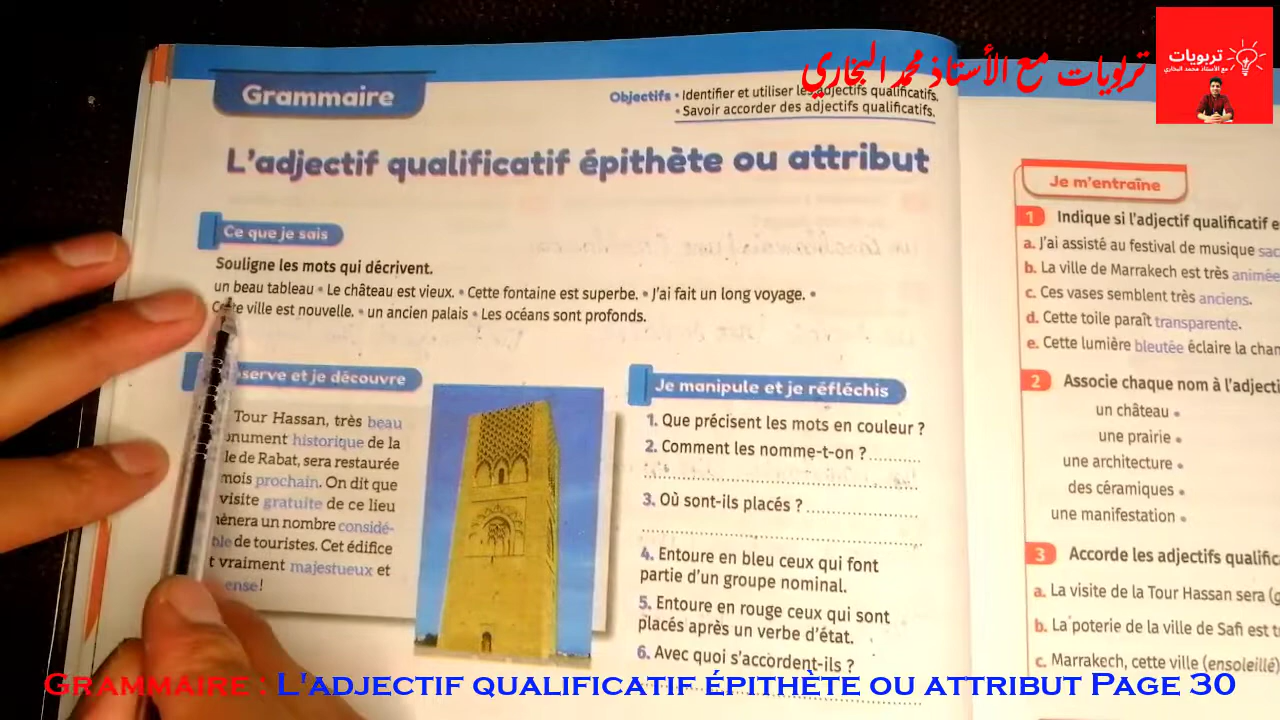 تربويات مع الأستاذ محمد البخاري
تربويات
مع الأستاذ محمد البخاري
Grammaire
Objectifs • Identifier et utiliser les adjectifs qualificatifs.
• Savoir accorder des adjectifs qualificatifs.
L'adjectif qualificatif épithète ou attribut
Ce que je sais
Souligne les mots qui décrivent.
un beau tableau • Le château est vieux. • Cette fontaine est superbe. • J'ai fait un long voyage. •
Cette ville est nouvelle. • un ancien palais • Les océans sont profonds.
serve et je découvre
Tour Hassan, très beau
nument historique de la
le de Rabat, sera restaurée
mois prochain. On dit que
visite gratuite de ce lieu
nènera un nombre considé-
ble de touristes. Cet édifice
t vraiment majestueux et
ense !
Je manipule et je réfléchis
1. Que précisent les mots en couleur ?
2. Comment les nomme-t-on ?..........
3. Où sont-ils placés ?
4. Entoure en bleu ceux qui font
partie d'un groupe nominal.
5. Entoure en rouge ceux qui sont
placés après un verbe d'état.
6. Avec quoi s'accordent-ils ?
Je m'entraîne
1 Indique si l'adjectif qualificatif e
a. J'ai assisté au festival de musique sac
b. La ville de Marrakech est très animée
c. Ces vases semblent très anciens.
d. Cette toile paraît transparente.
e. Cette lumière bleutée éclaire la cham
2 Associe chaque nom à l'adjecti
un château •
une prairie •
une architecture •
des céramiques •
une manifestation •
3 Accorde les adjectifs qualific
a. La visite de la Tour Hassan sera (g
b. La poterie de la ville de Safi est t
c. Marrakech, cette ville (ensoleillé)
Grammaire : L'adjectif qualificatif épithète ou attribut Page 30